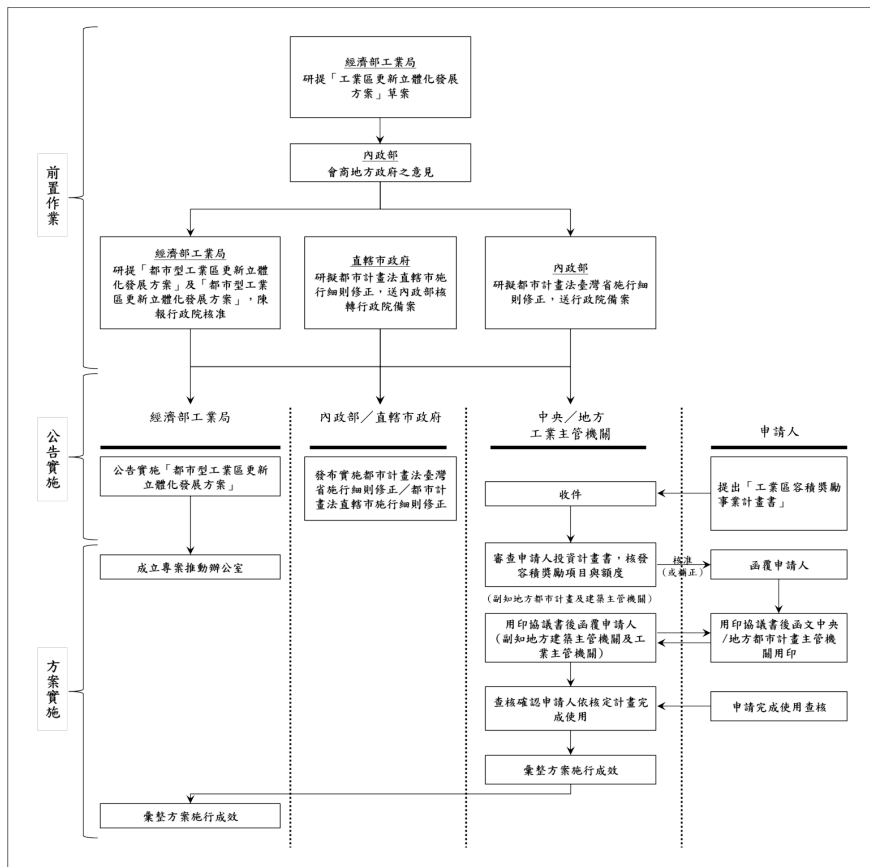 經濟部工業局
研提「工業區更新立體化發展
方案」草案
內政部
會商地方政府之意見
前置作業
經濟部工業局
研提「都市型工業區更新立體
化發展方案」及「都市型工業
區更新立體化發展方案」，陳
報行政院核准
直轄市政府
研擬都市計畫法直轄市施
行細則修正，送內政部核
轉行政院備案
內政部
研擬都市計畫法臺灣省施行細
則修正，送行政院備案
公告實施
經濟部工業局
內政部／直轄市政府
中央／地方
工業主管機關
申請人
公告實施「都市型工業區更新
立體化發展方案」
發布實施都市計畫法臺灣
省施行細則修正／都市計
畫法直轄市施行細則修正
收件
提出「工業區容積獎勵
事業計畫書」
方案實施
成立專案推動辦公室
審查申請人投資計畫書，核發
容積獎勵項目與額度
(副知地方都市計畫及建築主管機關)
核准
(或補正)
函覆申請人
用印協議書後函覆申請人
(副知地方建築主管機關及工
業主管機關)
用印協議書後函文中央
/地方都市計畫主管機
關用印
查核確認申請人依核定計畫完
成使用
申請完成使用查核
彙整方案施行成效
彙整方案施行成效